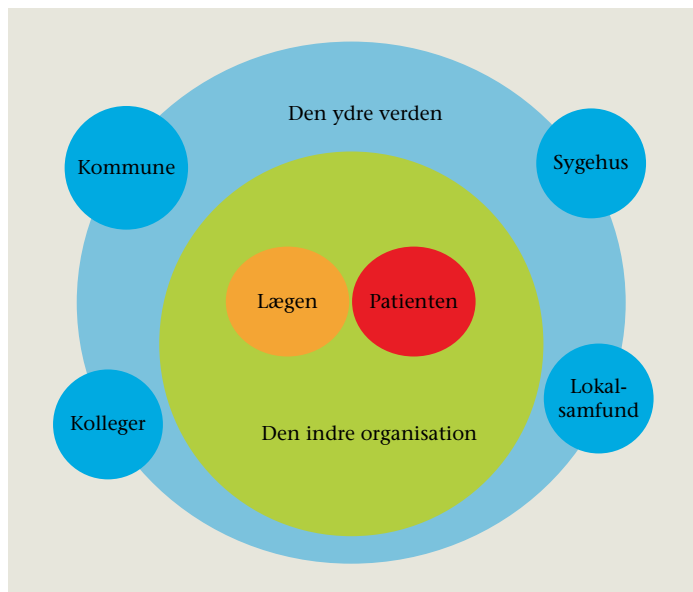 Den ydre verden
Kommune
Sygehus
Lægen
Patienten
Lokal-
samfund
Kolleger
Den indre organisation